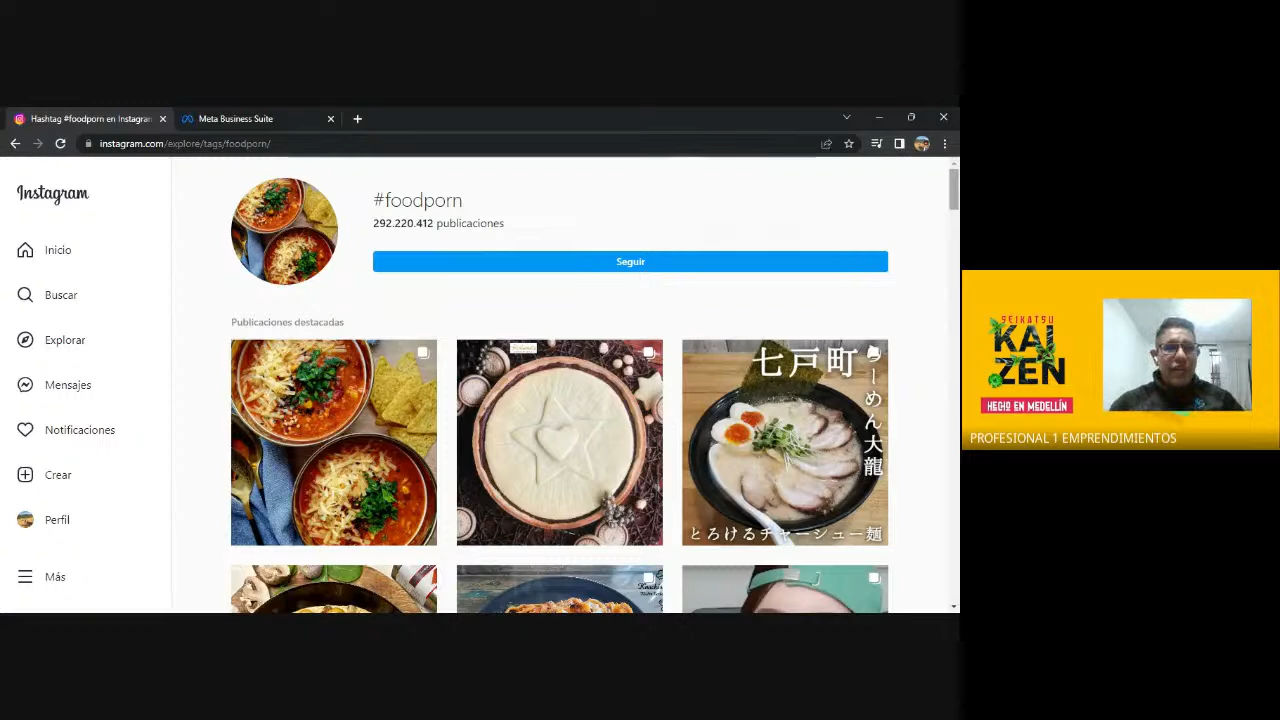 Hashtag #foodporn en Instagram
Meta Business Suite
instagram.com/explore/tags/foodporn/
Instagram
Inicio
Buscar
Explorar
Mensajes
Notificaciones
Crear
Perfil
Más
#foodporn
292.220.412 publicaciones
Seguir
Publicaciones destacadas
七戸町
らーめん大龍
とろけるチャーシュー麺
SEIKATSU
KAI
ZEN
HECHO EN MEDELLÍN
PROFESIONAL 1 EMPRENDIMIENTOS